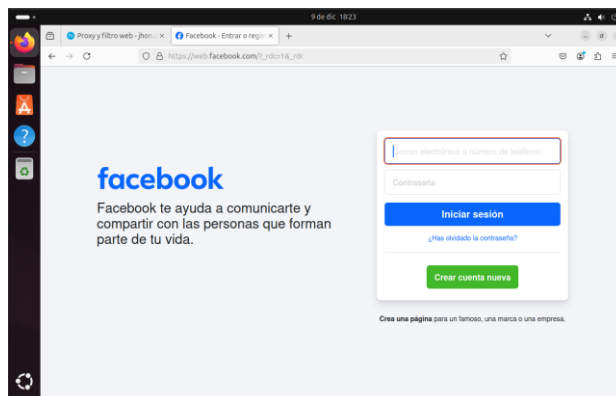 9 de dic 18:23
Proxy y filtro web - jhon
Facebook - Entrar o regis
https://web.facebook.com/?_rdc=1&_rdr
facebook
Facebook te ayuda a comunicarte y
compartir con las personas que forman
parte de tu vida.
Correo electrónico o número de teléfono
Contraseña
Iniciar sesión
¿Has olvidado la contraseña?
Crear cuenta nueva
Crea una página para un famoso, una marca o una empresa.